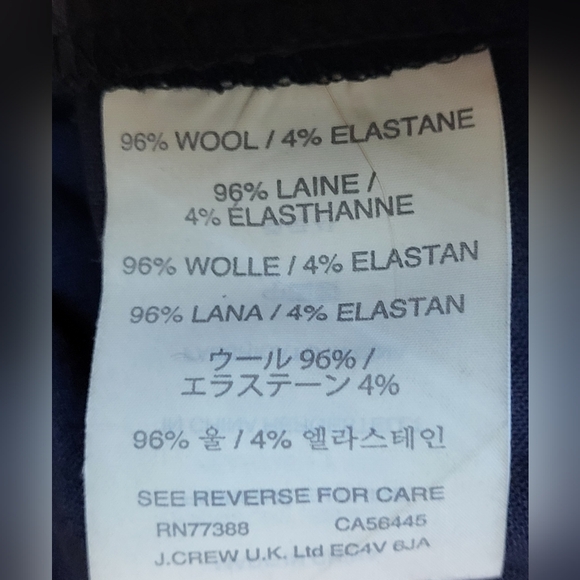 96% WOOL / 4% ELASTANE
96% LAINE /
4% ÉLASTHANNE
96% WOLLE / 4% ELASTAN
96% LANA / 4% ELASTAN
ウール 96% /
エラステーン 4%
96% 울 / 4% 엘라스테인
SEE REVERSE FOR CARE
RN77388 CA56445
J.CREW U.K. Ltd EC4V 6JA